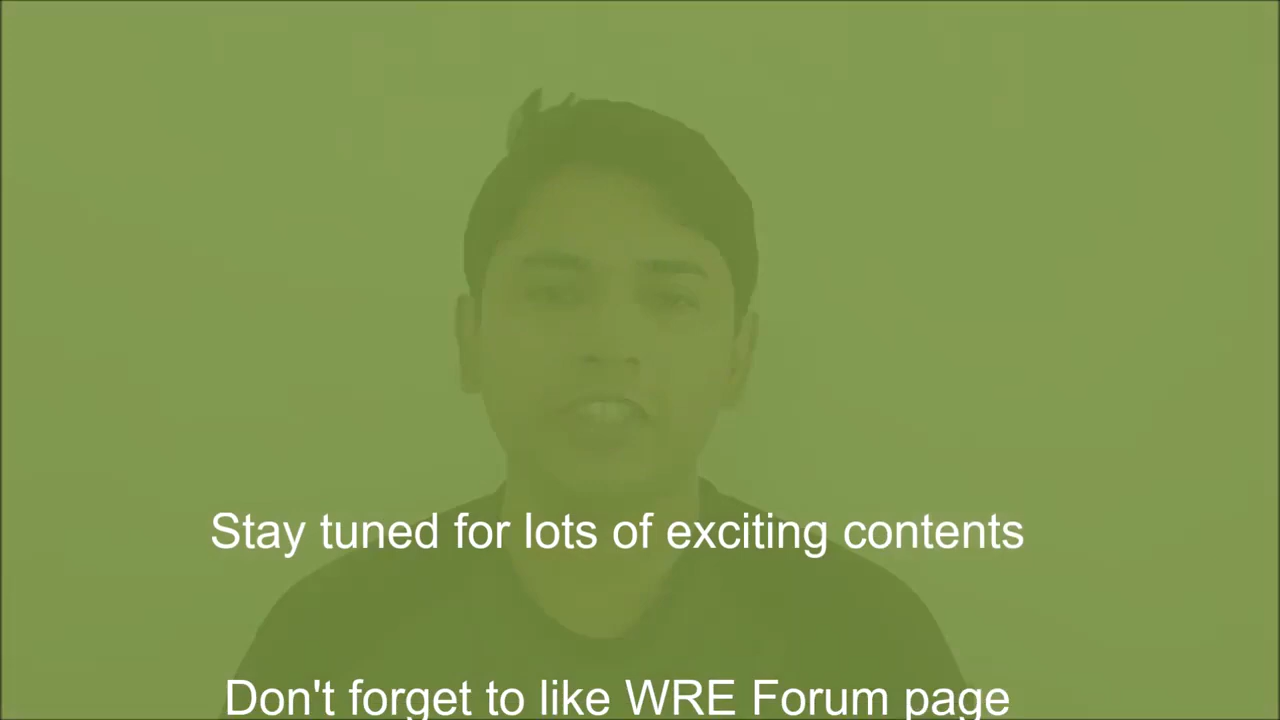 Stay tuned for lots of exciting contents
Don't forget to like WRE Forum page